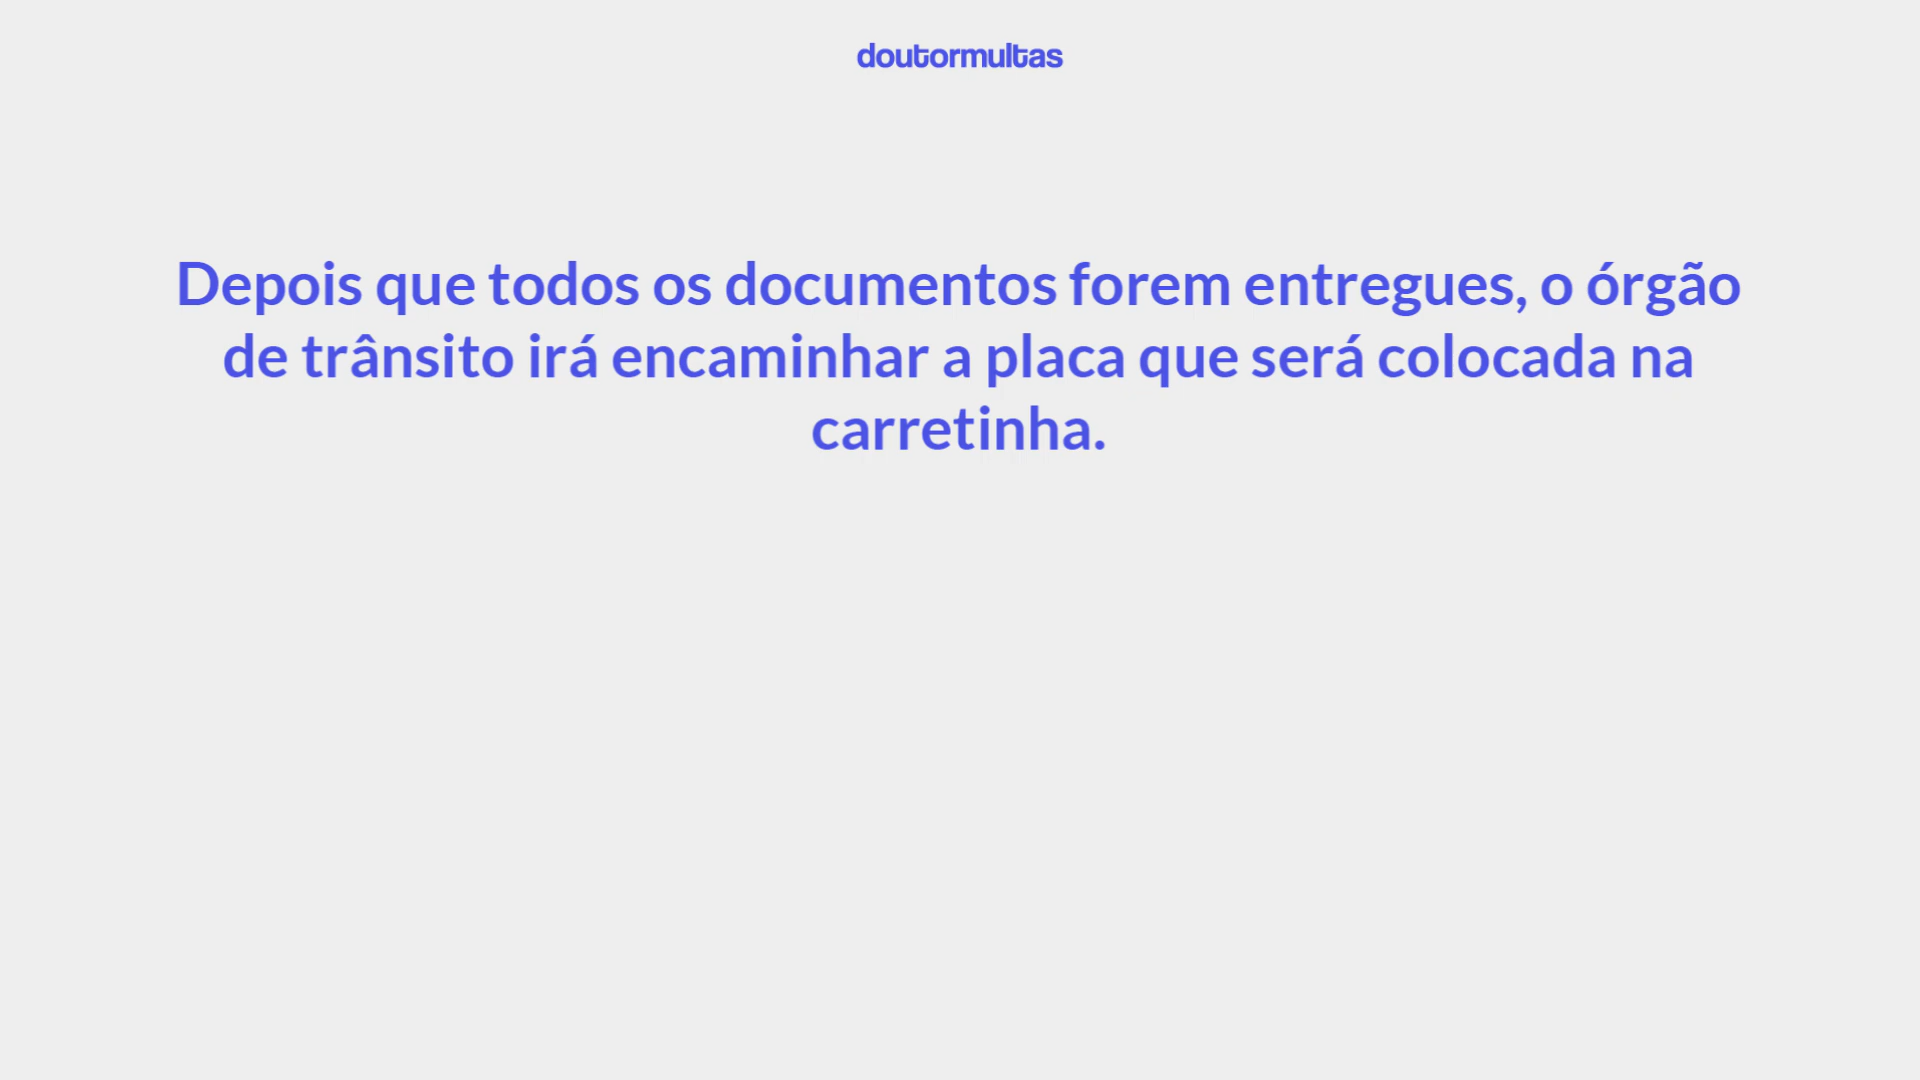 doutormultas
Depois que todos os documentos forem entregues, o órgão
de trânsito irá encaminhar a placa que será colocada na
carretinha.